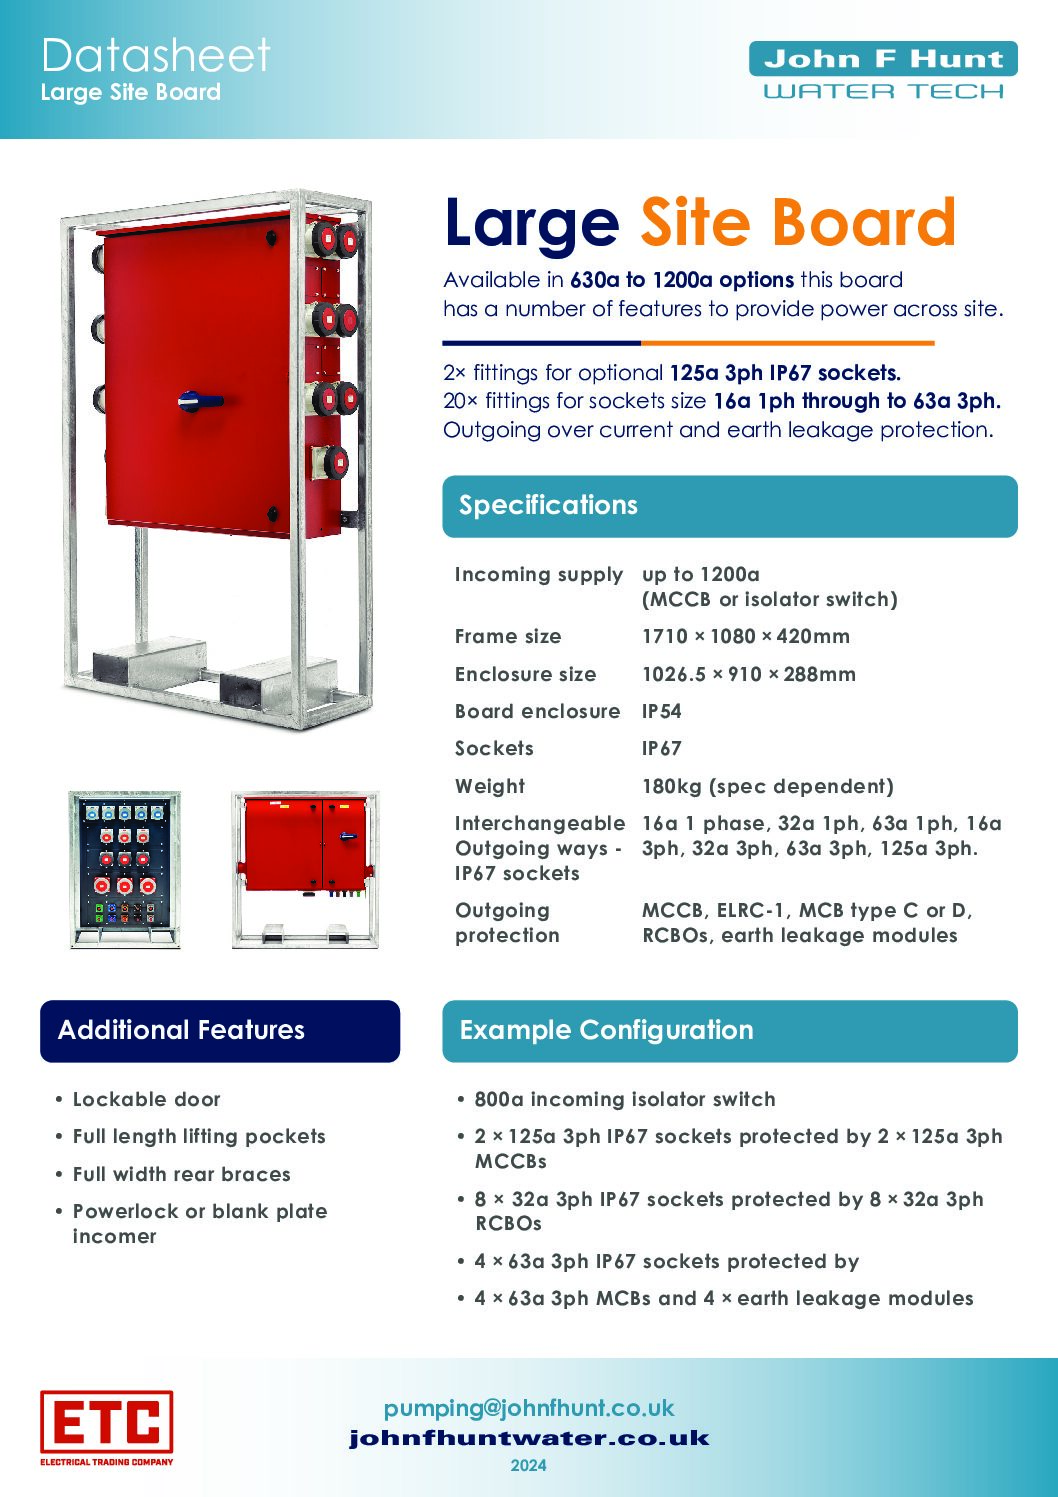 Datasheet
Large Site Board
John F Hunt
WATER TECH
Large Site Board
Available in 630a to 1200a options this board
has a number of features to provide power across site.
2× fittings for optional 125a 3ph IP67 sockets.
20× fittings for sockets size 16a 1ph through to 63a 3ph.
Outgoing over current and earth leakage protection.
Specifications
Incoming supply up to 1200a
(MCCB or isolator switch)
Frame size 1710 × 1080 × 420mm
Enclosure size 1026.5 × 910 × 288mm
Board enclosure IP54
Sockets IP67
Weight 180kg (spec dependent)
Interchangeable 16a 1 phase, 32a 1ph, 63a 1ph, 16a
Outgoing ways - 3ph, 32a 3ph, 63a 3ph, 125a 3ph.
IP67 sockets
Outgoing MCCB, ELRC-1, MCB type C or D,
protection RCBOs, earth leakage modules
Additional Features
• Lockable door
• Full length lifting pockets
• Full width rear braces
• Powerlock or blank plate
incomer
Example Configuration
• 800a incoming isolator switch
• 2 × 125a 3ph IP67 sockets protected by 2 × 125a 3ph
MCCBs
• 8 × 32a 3ph IP67 sockets protected by 8 × 32a 3ph
RCBOs
• 4 × 63a 3ph IP67 sockets protected by
• 4 × 63a 3ph MCBs and 4 × earth leakage modules
ETC
ELECTRICAL TRADING COMPANY
pumping@johnfhunt.co.uk
johnfhuntwater.co.uk
2024